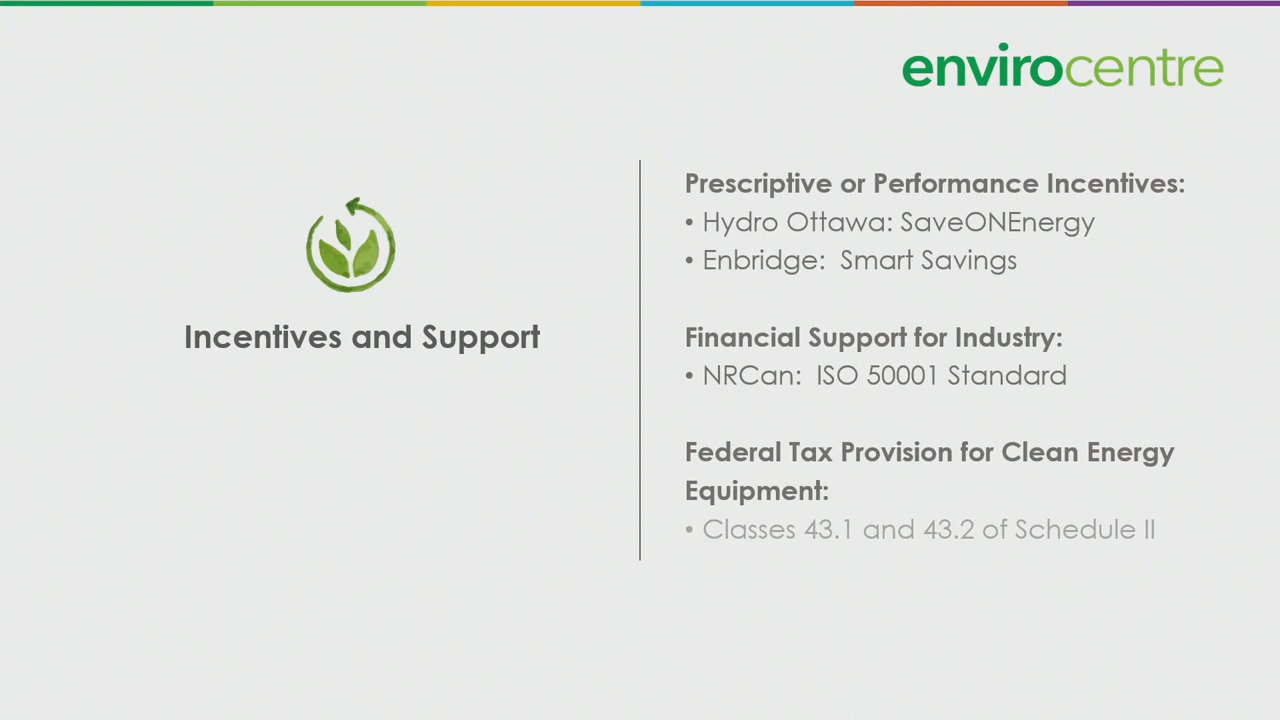 envirocentre
Incentives and Support
Prescriptive or Performance Incentives:
• Hydro Ottawa: SaveONEnergy
• Enbridge:  Smart Savings
Financial Support for Industry:
• NRCan:  ISO 50001 Standard
Federal Tax Provision for Clean Energy
Equipment:
• Classes 43.1 and 43.2 of Schedule II